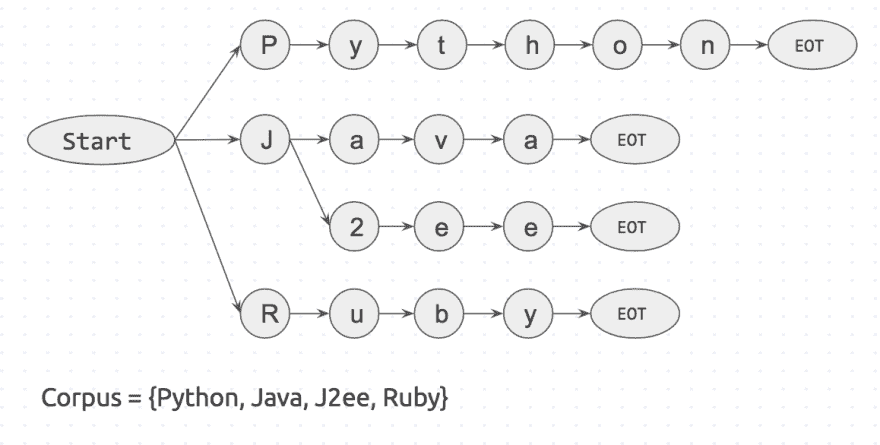 P y t h o n EOT
Start J a v a EOT
2 e e EOT
R u b y EOT
Corpus = {Python, Java, J2ee, Ruby}